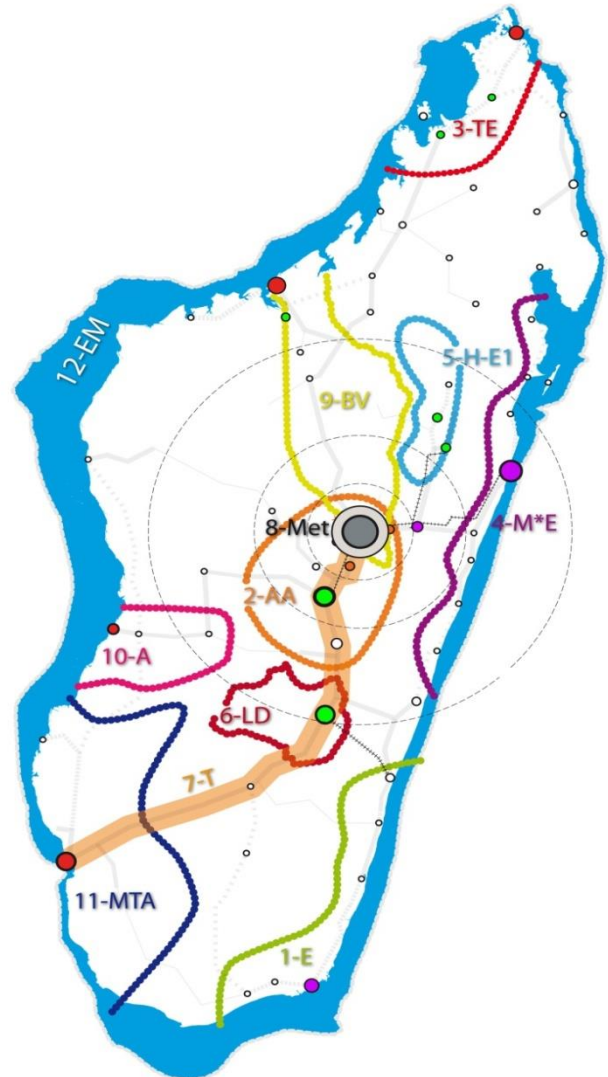 3-TE
12-EM
5-H-E1
9-BV
4-M*E
8-Met
2-AA
10-A
6-LD
7-T
11-MTA
1-E